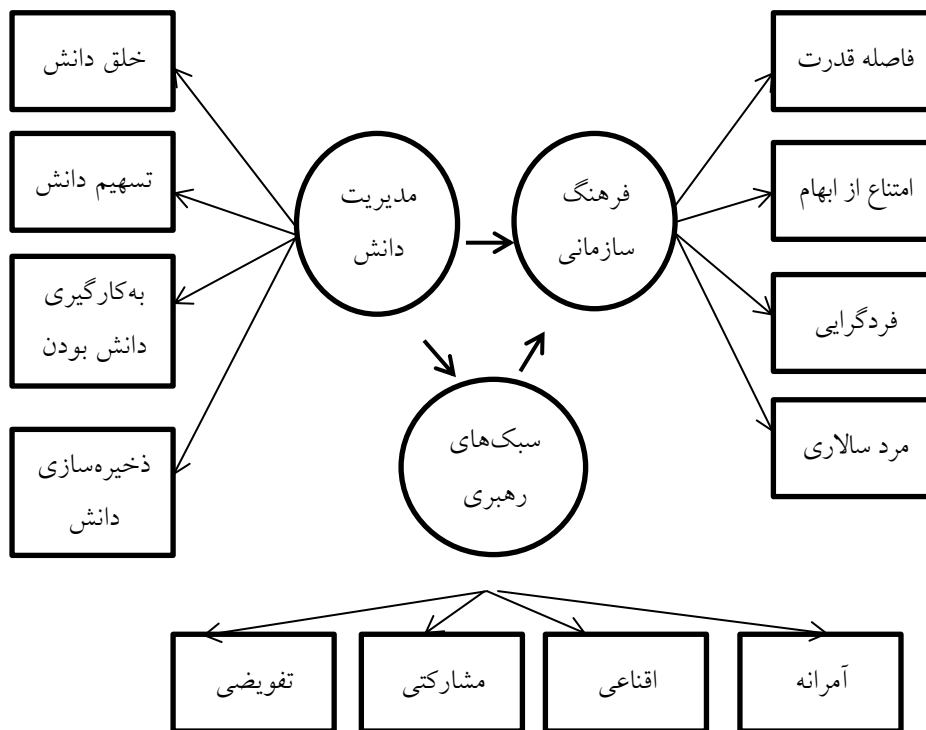 فاصله قدرت
امتناع از ابهام
فردگرایی
مرد سالاری
فرهنگ
سازمانی
مدیریت
دانش
سبک‌های
رهبری
خلق دانش
تسهیم دانش
به‌کارگیری
دانش بودن
ذخیره‌سازی
دانش
آمرانه
اقناعی
مشارکتی
تفویضی